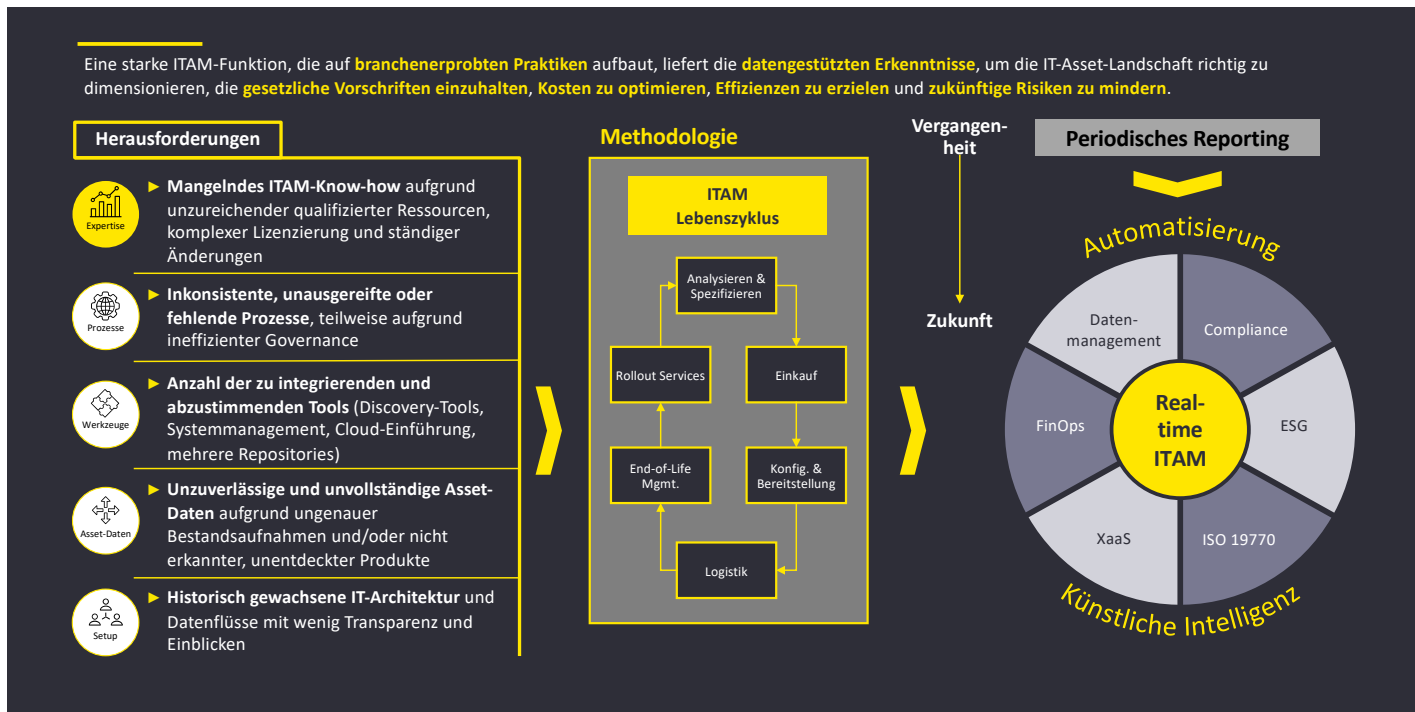 Eine starke ITAM-Funktion, die auf branchenerprobten Praktiken aufbaut, liefert die datengestützten Erkenntnisse, um die IT-Asset-Landschaft richtig zu
dimensionieren, die gesetzliche Vorschriften einzuhalten, Kosten zu optimieren, Effizienzen zu erzielen und zukünftige Risiken zu mindern.
Herausforderungen
Expertise
► Mangelndes ITAM-Know-how aufgrund
unzureichender qualifizierter Ressourcen,
komplexer Lizenzierung und ständiger
Änderungen
Prozesse
► Inkonsistente, unausgereifte oder
fehlende Prozesse, teilweise aufgrund
ineffizienter Governance
Werkzeuge
► Anzahl der zu integrierenden und
abzustimmenden Tools (Discovery-Tools,
Systemmanagement, Cloud-Einführung,
mehrere Repositories)
Asset-Daten
► Unzuverlässige und unvollständige Asset-
Daten aufgrund ungenauer
Bestandsaufnahmen und/oder nicht
erkannter, unentdeckter Produkte
Setup
► Historisch gewachsene IT-Architektur und
Datenflüsse mit wenig Transparenz und
Einblicken
Methodologie
ITAM
Lebenszyklus
Analysieren &
Spezifizieren
Rollout Services
Einkauf
End-of-Life
Mgmt.
Konfig. &
Bereitstellung
Logistik
Vergangen-
heit
Zukunft
Periodisches Reporting
Automatisierung
Daten-
management
Compliance
FinOps
Real-
time
ITAM
ESG
XaaS
ISO 19770
Künstliche Intelligenz